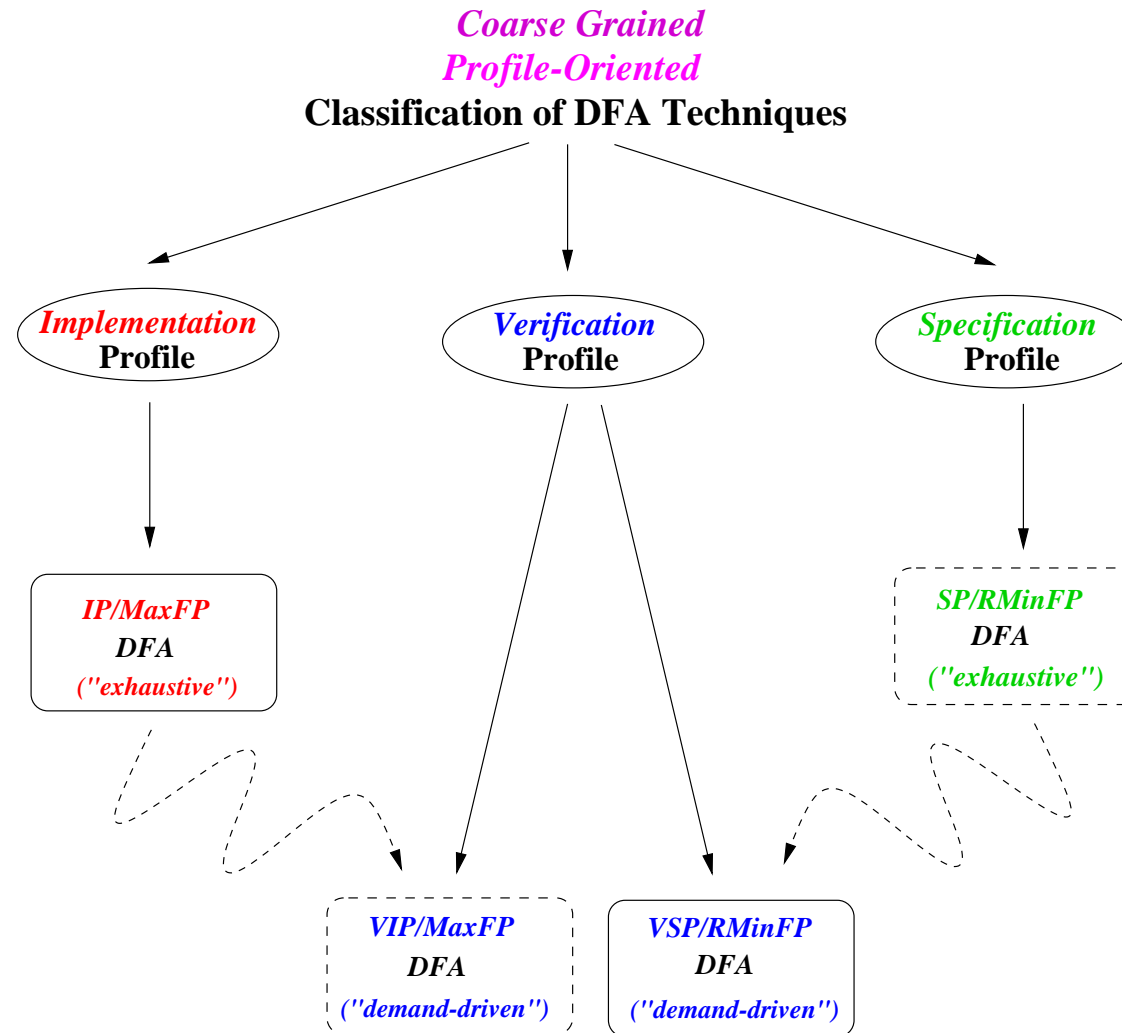 Coarse Grained
Profile-Oriented
Classification of DFA Techniques
Implementation
Profile
Verification
Profile
Specification
Profile
IP/MaxFP
DFA
("exhaustive")
SP/RMinFP
DFA
("exhaustive")
VIP/MaxFP
DFA
("demand-driven")
VSP/RMinFP
DFA
("demand-driven")